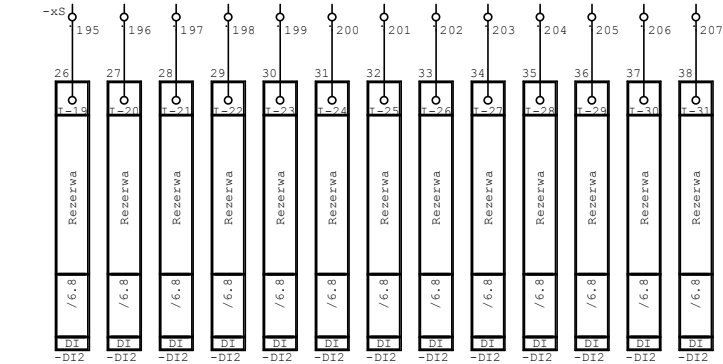 -xS
195 196 197 198 199 200 201 202 203 204 205 206 207
26 27 28 29 30 31 32 33 34 35 36 37 38
I-19 I-20 I-21 I-22 I-23 I-24 I-25 I-26 I-27 I-28 I-29 I-30 I-31
Rezerwa Rezerwa Rezerwa Rezerwa Rezerwa Rezerwa Rezerwa Rezerwa Rezerwa Rezerwa Rezerwa Rezerwa Rezerwa
/6.8 /6.8 /6.8 /6.8 /6.8 /6.8 /6.8 /6.8 /6.8 /6.8 /6.8 /6.8 /6.8
DI DI DI DI DI DI DI DI DI DI DI DI DI
-DI2 -DI2 -DI2 -DI2 -DI2 -DI2 -DI2 -DI2 -DI2 -DI2 -DI2 -DI2 -DI2